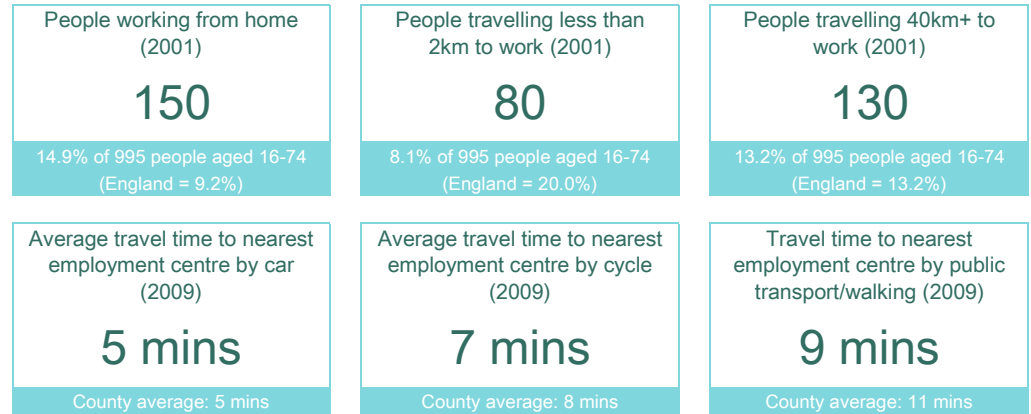 People working from home
(2001)
150
14.9% of 995 people aged 16-74
(England = 9.2%)
People travelling less than
2km to work (2001)
80
8.1% of 995 people aged 16-74
(England = 20.0%)
People travelling 40km+ to
work (2001)
130
13.2% of 995 people aged 16-74
(England = 13.2%)
Average travel time to nearest
employment centre by car
(2009)
5 mins
County average: 5 mins
Average travel time to nearest
employment centre by cycle
(2009)
7 mins
County average: 8 mins
Travel time to nearest
employment centre by public
transport/walking (2009)
9 mins
County average: 11 mins